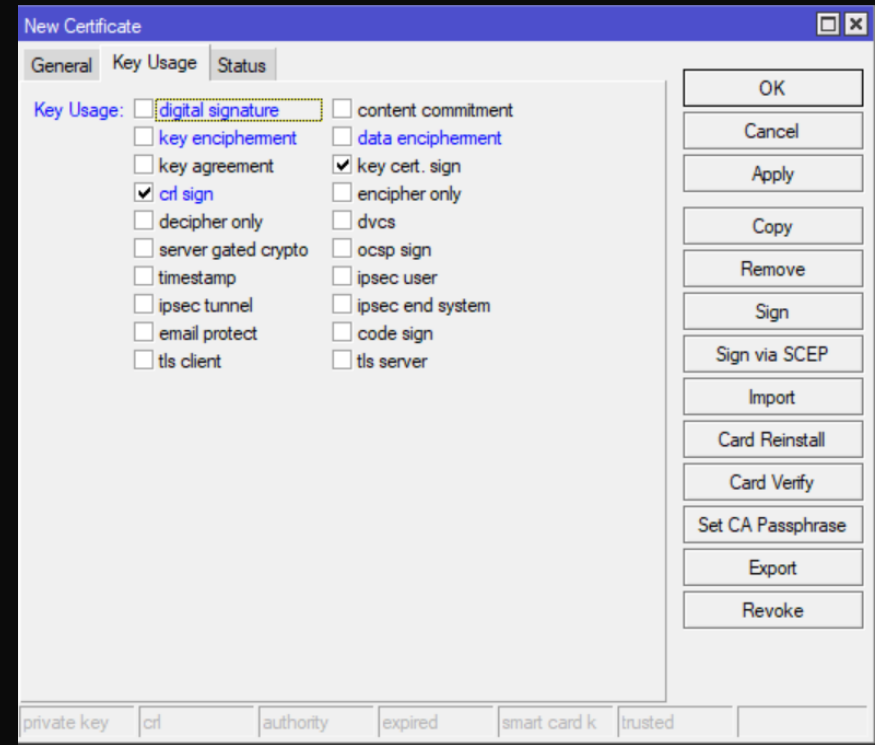 New Certificate
General Key Usage Status
Key Usage: digital signature content commitment
key encipherment data encipherment
key agreement key cert. sign
crl sign encipher only
decipher only dvcs
server gated crypto ocsp sign
timestamp ipsec user
ipsec tunnel ipsec end system
email protect code sign
tls client tls server
OK
Cancel
Apply
Copy
Remove
Sign
Sign via SCEP
Import
Card Reinstall
Card Verify
Set CA Passphrase
Export
Revoke
private key crl authority expired smart card k trusted